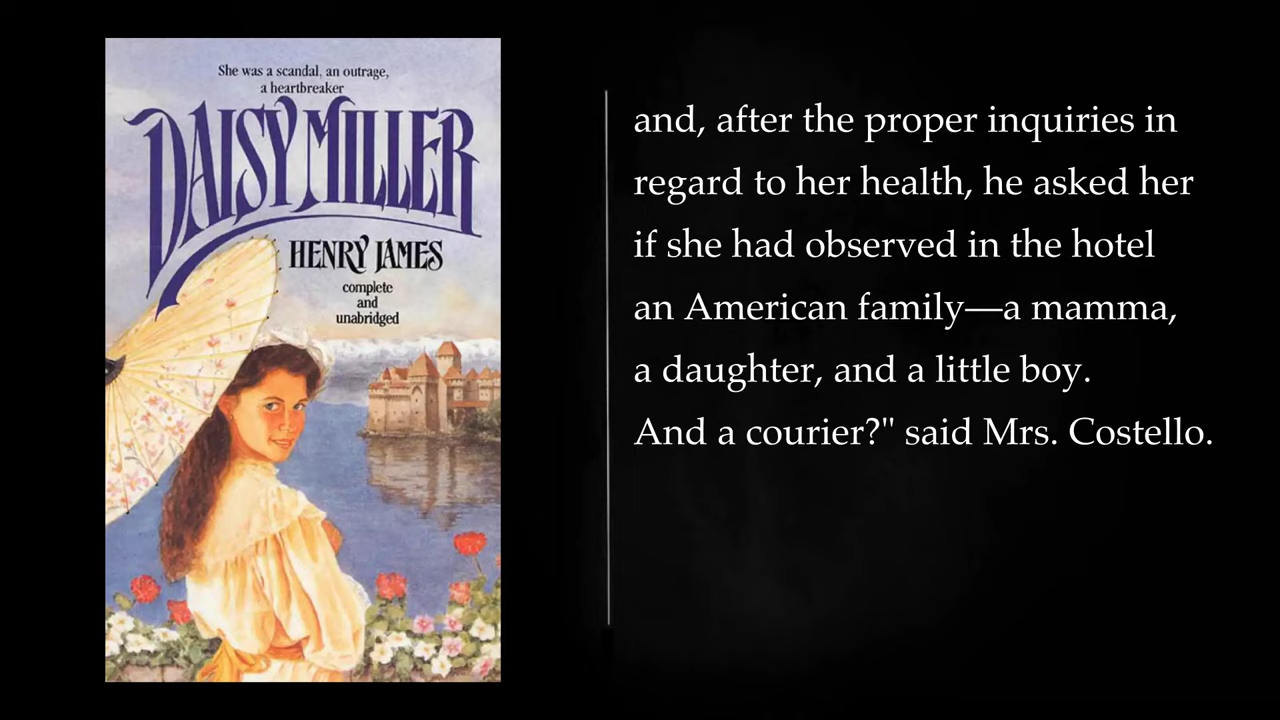 She was a scandal, an outrage,
a heartbreaker
DAISY MILLER
HENRY JAMES
complete
and
unabridged
and, after the proper inquiries in
regard to her health, he asked her
if she had observed in the hotel
an American family—a mamma,
a daughter, and a little boy.
And a courier?" said Mrs. Costello.